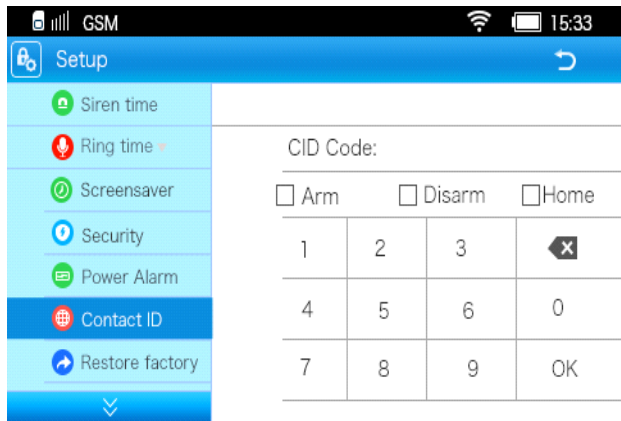 GSM 15:33
Setup
Siren time
Ring time
Screensaver
Security
Power Alarm
Contact ID
Restore factory
CID Code:
Arm Disarm Home
1 2 3
4 5 6 0
7 8 9 OK